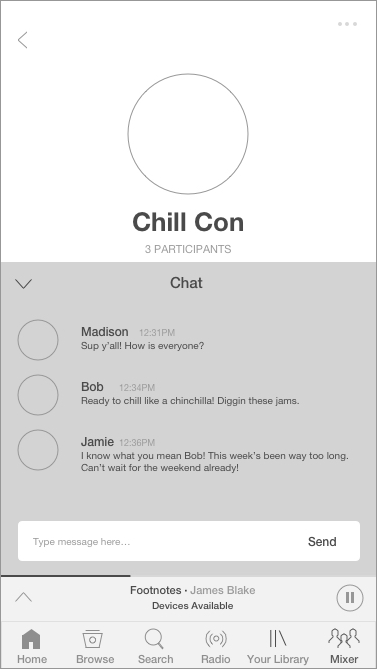 Chill Con
3 PARTICIPANTS
Chat
Madison 12:31PM
Sup y'all! How is everyone?
Bob 12:34PM
Ready to chill like a chinchilla! Diggin these jams.
Jamie 12:36PM
I know what you mean Bob! This week's been way too long.
Can't wait for the weekend already!
Type message here... Send
Footnotes · James Blake
Devices Available
Home Browse Search Radio Your Library Mixer